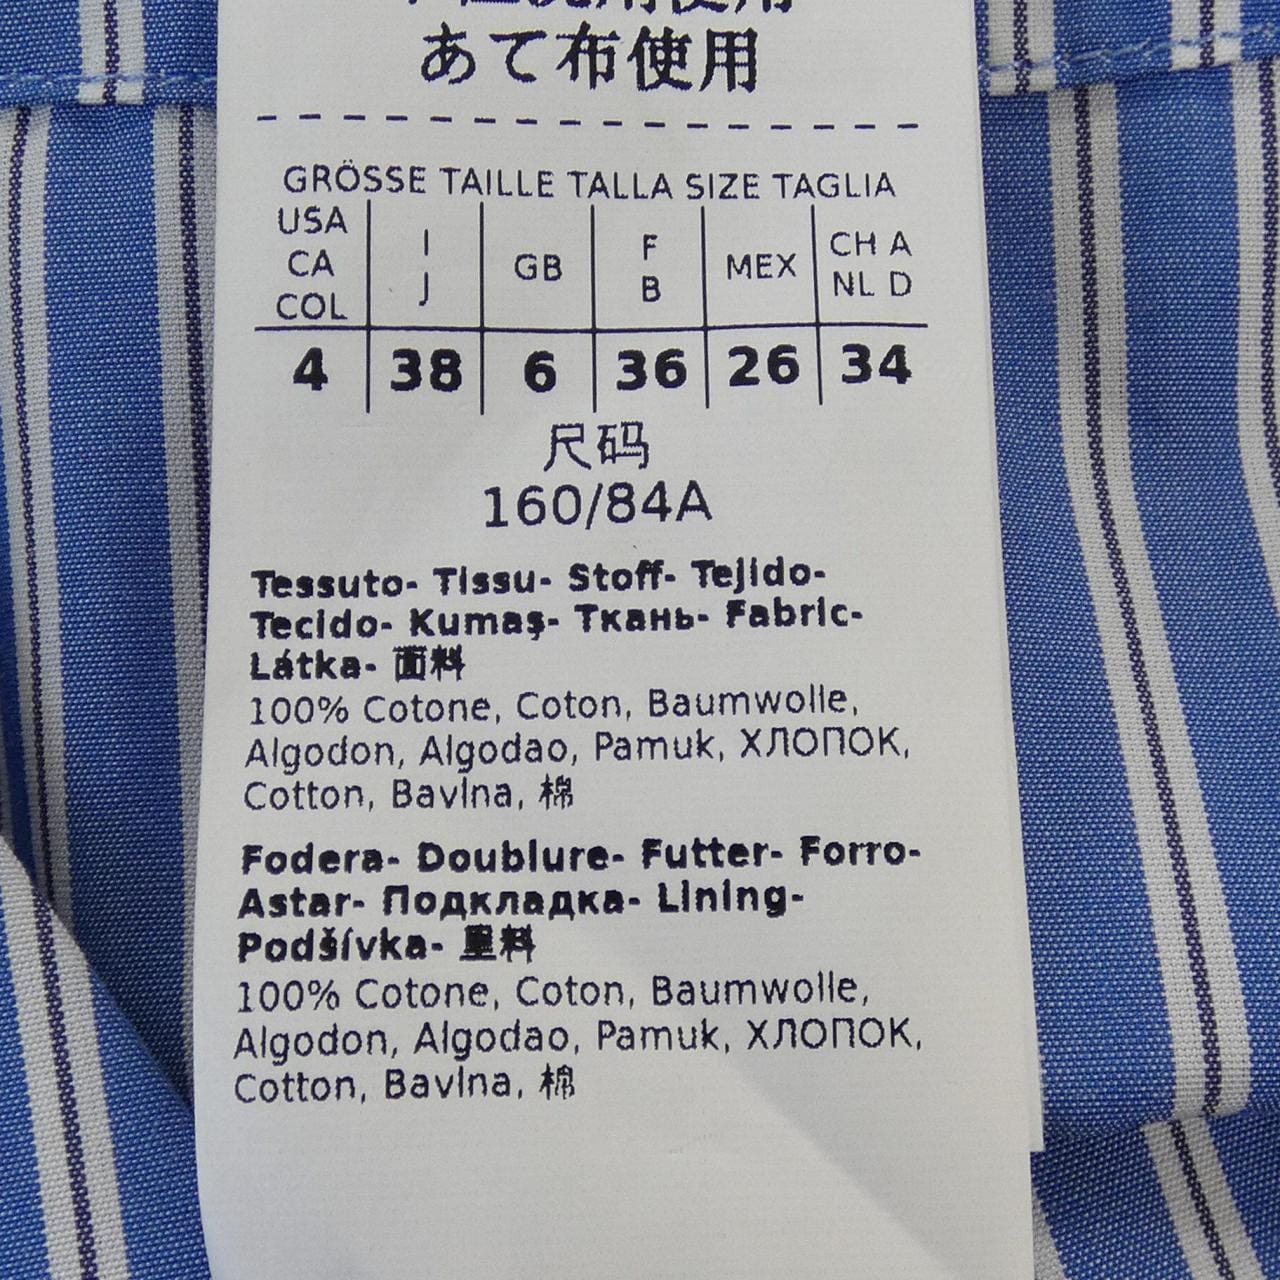 あて布使用
GRÖSSE TAILLE TALLA SIZE TAGLIA
USA CA COL | I J | GB | F B | MEX | CH A NL D
4 | 38 | 6 | 36 | 26 | 34
尺码
160/84A
Tessuto- Tissu- Stoff- Tejido-
Tecido- Kumaş- Ткань- Fabric-
Látka- 面料
100% Cotone, Coton, Baumwolle,
Algodon, Algodao, Pamuk, ХЛОПОК,
Cotton, Bavlna, 棉
Fodera- Doublure- Futter- Forro-
Astar- Подкладка- Lining-
Podšívka- 里料
100% Cotone, Coton, Baumwolle,
Algodon, Algodao, Pamuk, ХЛОПОК,
Cotton, Bavlna, 棉